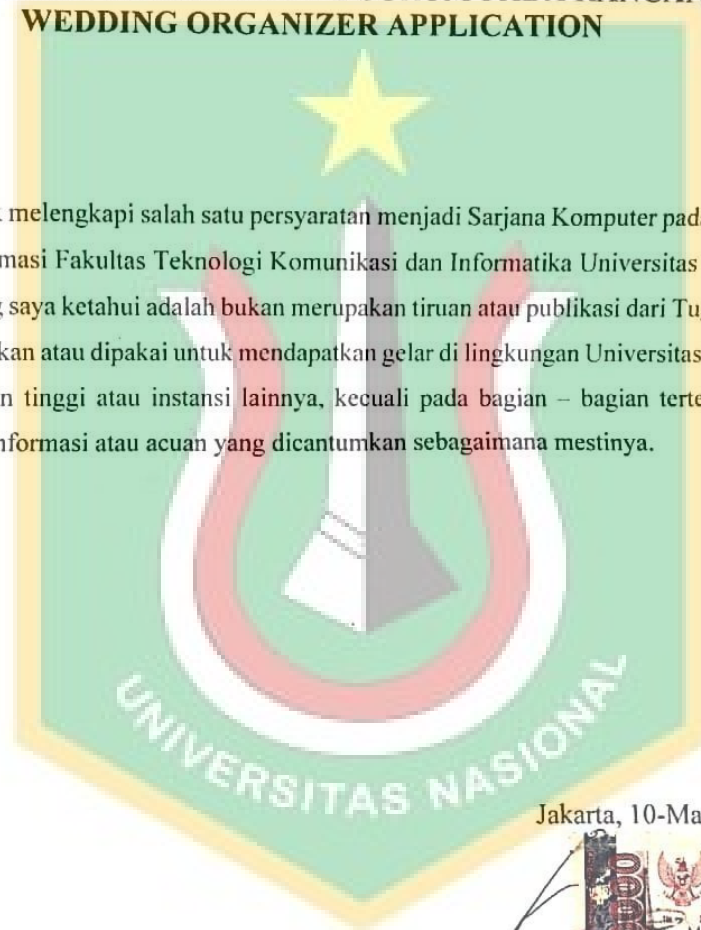 WEDDING ORGANIZER APPLICATION
melengkapi salah satu persyaratan menjadi Sarjana Komputer pad
masi Fakultas Teknologi Komunikasi dan Informatika Universitas
saya ketahui adalah bukan merupakan tiruan atau publikasi dari Tu
kan atau dipakai untuk mendapatkan gelar di lingkungan Universitas
n tinggi atau instansi lainnya, kecuali pada bagian – bagian terte
nformasi atau acuan yang dicantumkan sebagaimana mestinya.
UNIVERSITAS NASIONAL
Jakarta, 10-Ma